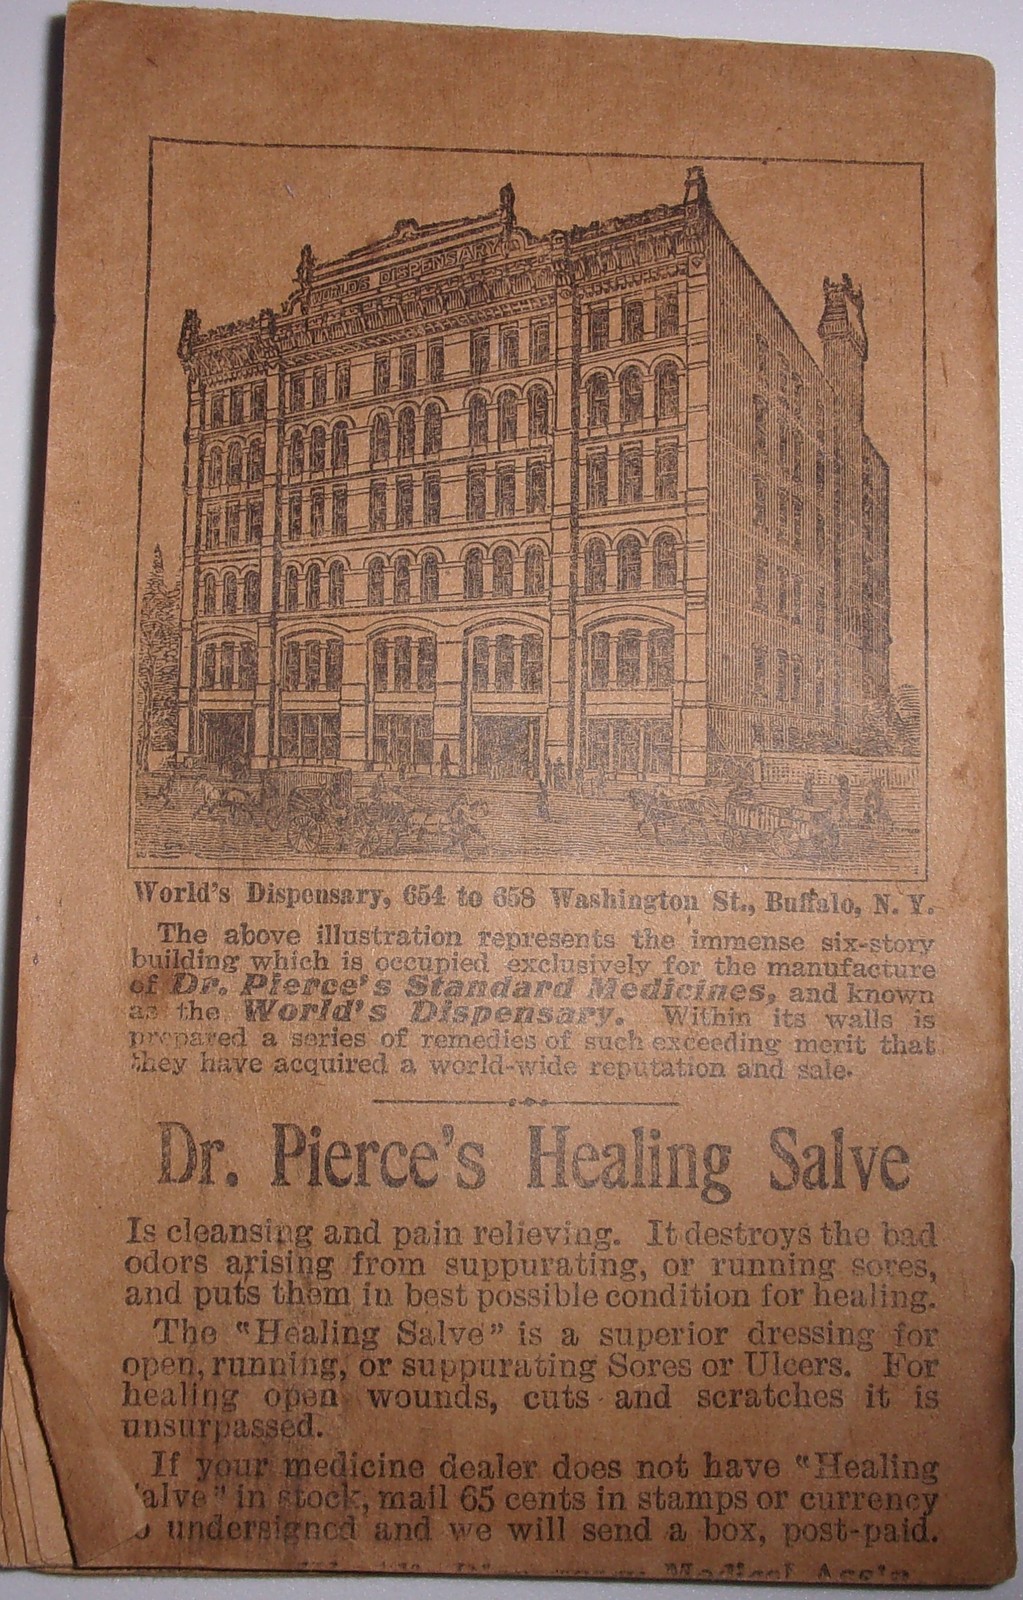 WORLD'S DISPENSARY
World's Dispensary, 654 to 658 Washington St., Buffalo, N. Y.
The above illustration represents the immense six-story
building which is occupied exclusively for the manufacture
of Dr. Pierce's Standard Medicines, and known
as the World's Dispensary. Within its walls is
prepared a series of remedies of such exceeding merit that
they have acquired a world-wide reputation and sale.
Dr. Pierce's Healing Salve
Is cleansing and pain relieving. It destroys the bad
odors arising from suppurating, or running sores,
and puts them in best possible condition for healing.
The "Healing Salve" is a superior dressing for
open, running, or suppurating Sores or Ulcers. For
healing open wounds, cuts and scratches it is
unsurpassed.
If your medicine dealer does not have "Healing
alve" in stock, mail 65 cents in stamps or currency
undersigned and we will send a box, post-paid.
Medical Ass'n.